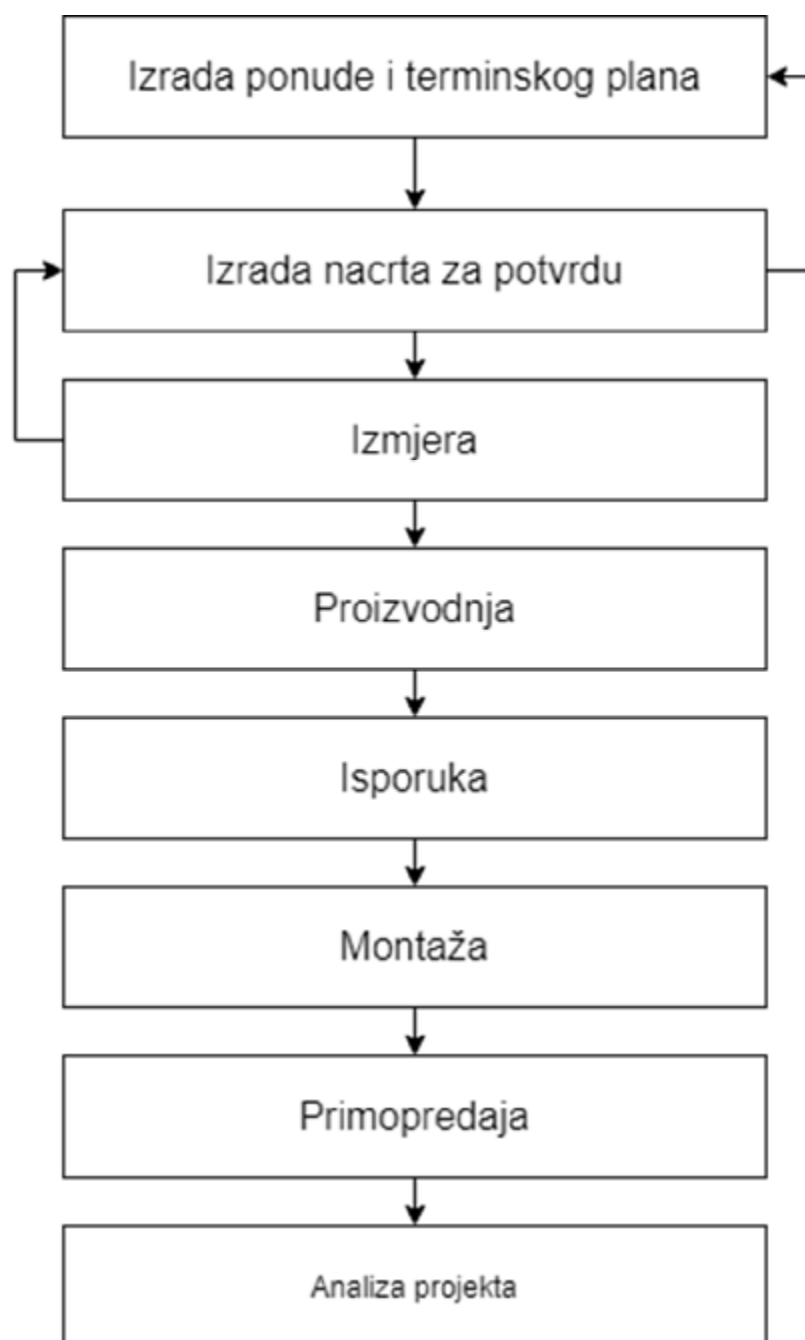 Izrada ponude i terminskog plana
Izrada nacrta za potvrdu
Izmjera
Proizvodnja
Isporuka
Montaža
Primopredaja
Analiza projekta